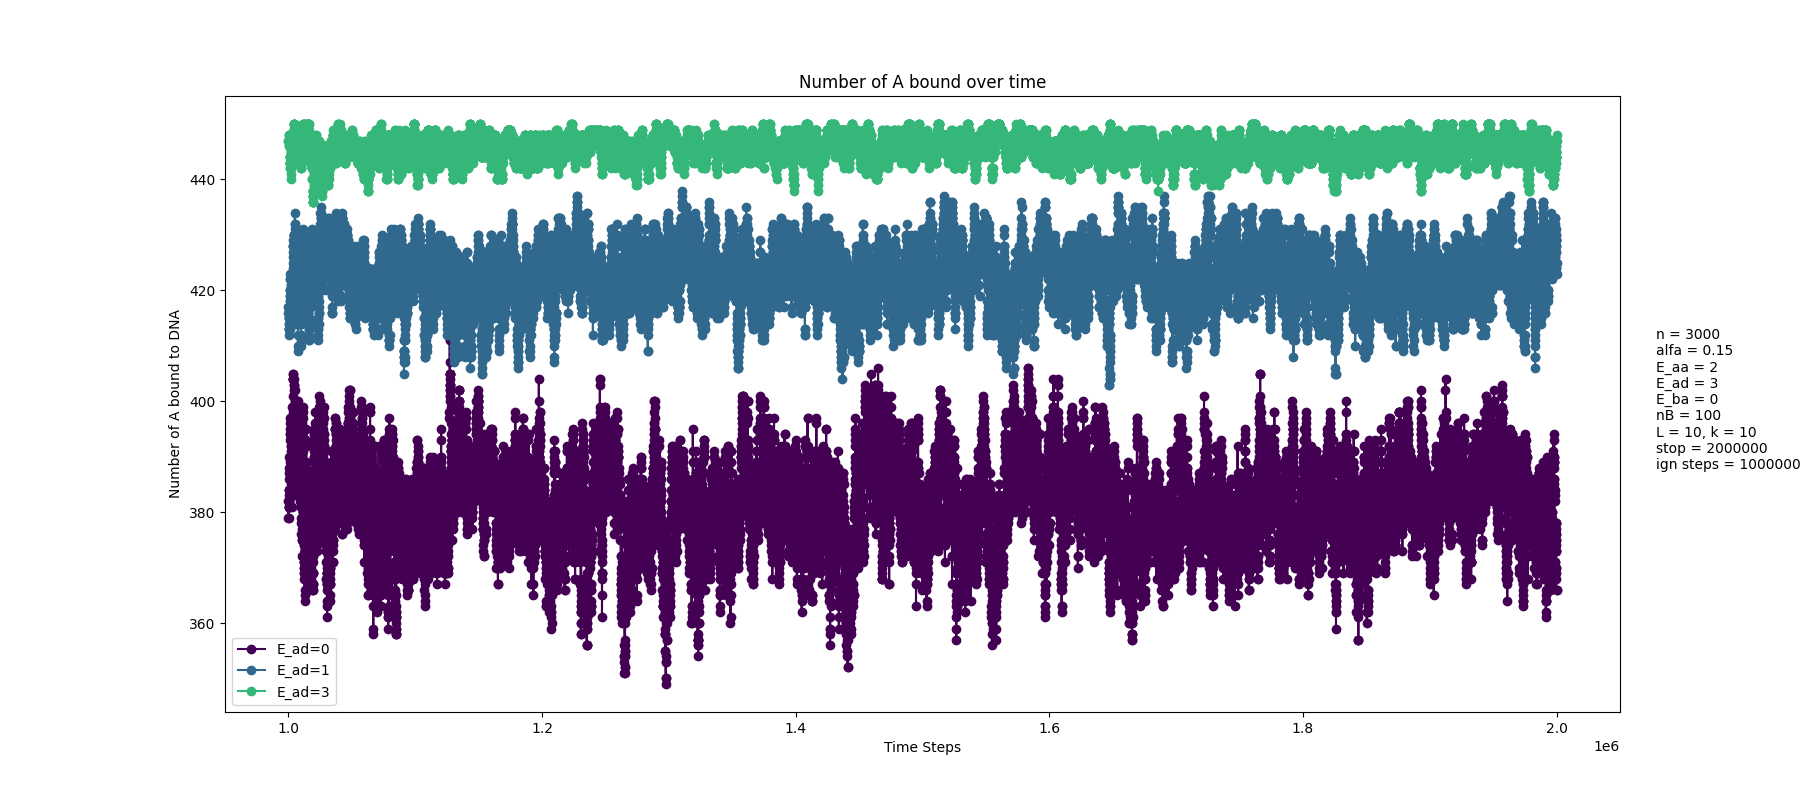 Number of A bound over time
Number of A bound to DNA
440
420
400
380
360
E_ad=0
E_ad=1
E_ad=3
1.0
1.2
1.4
1.6
1.8
2.0
1e6
Time Steps
n = 3000
alfa = 0.15
E_aa = 2
E_ad = 3
E_ba = 0
nB = 100
L = 10, k = 10
stop = 2000000
ign steps = 1000000